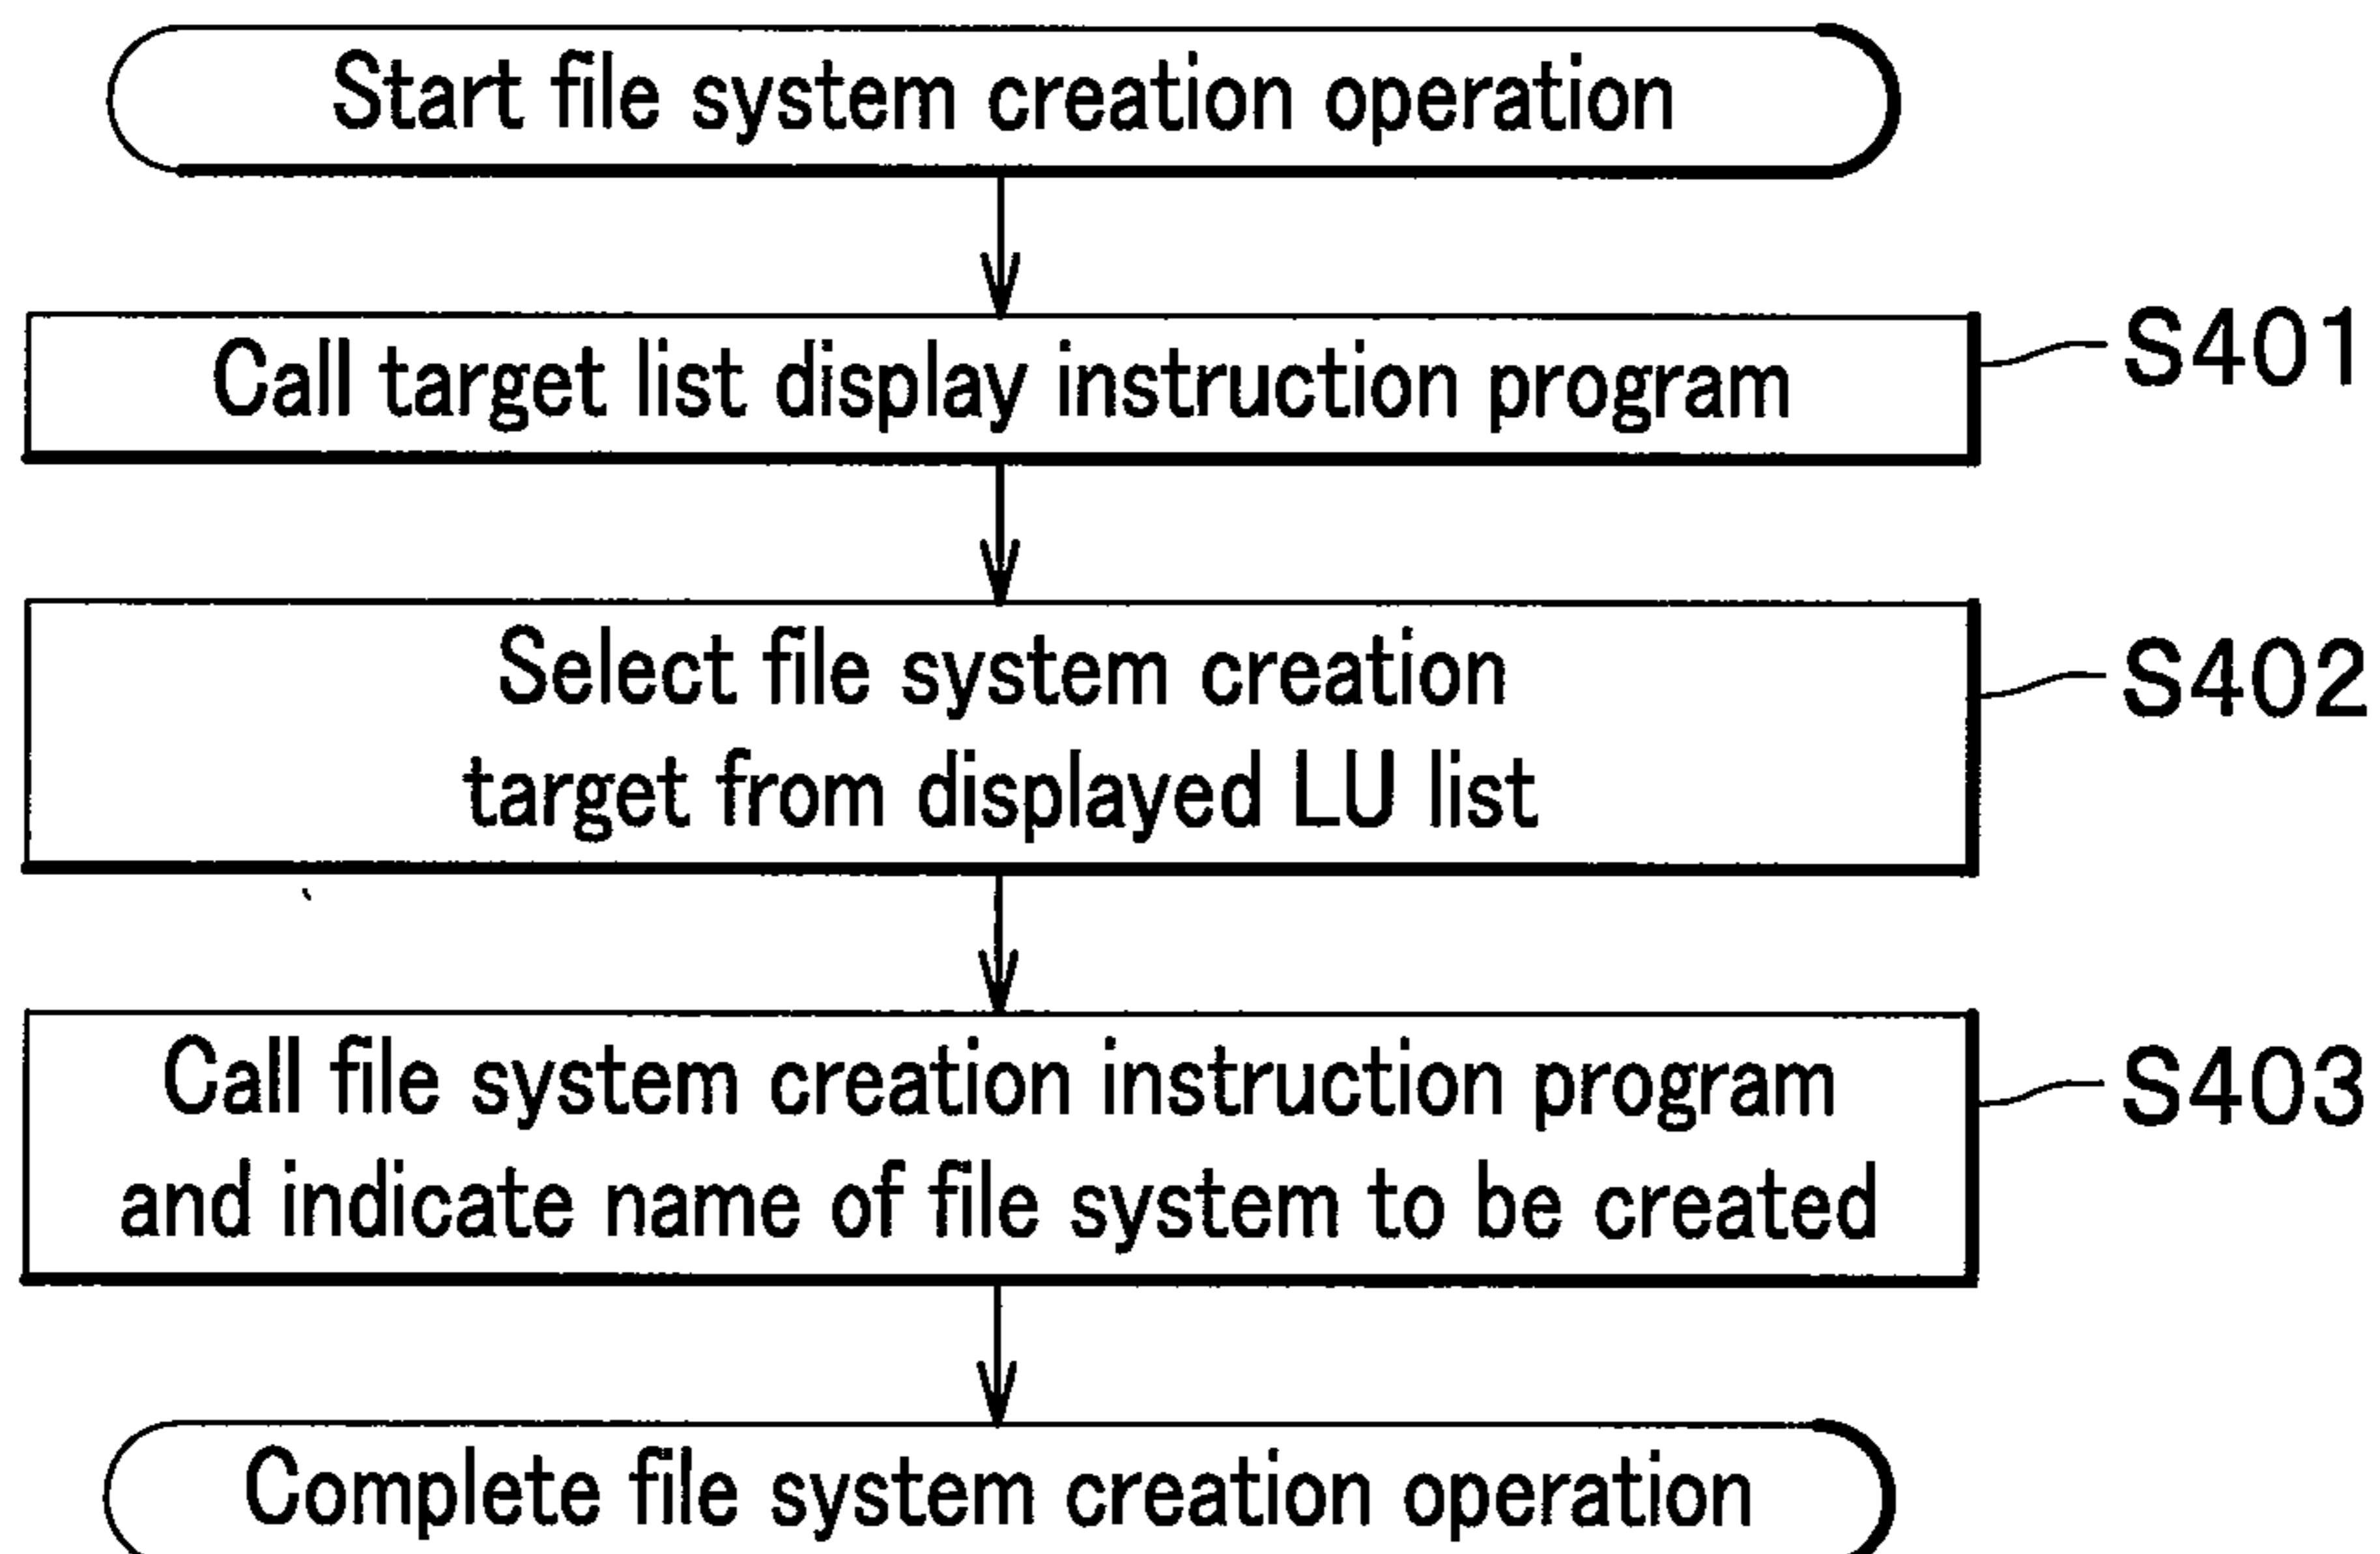 Start file system creation operation
Call target list display instruction program
S401
Select file system creation
target from displayed LU list
S402
Call file system creation instruction program
and indicate name of file system to be created
S403
Complete file system creation operation